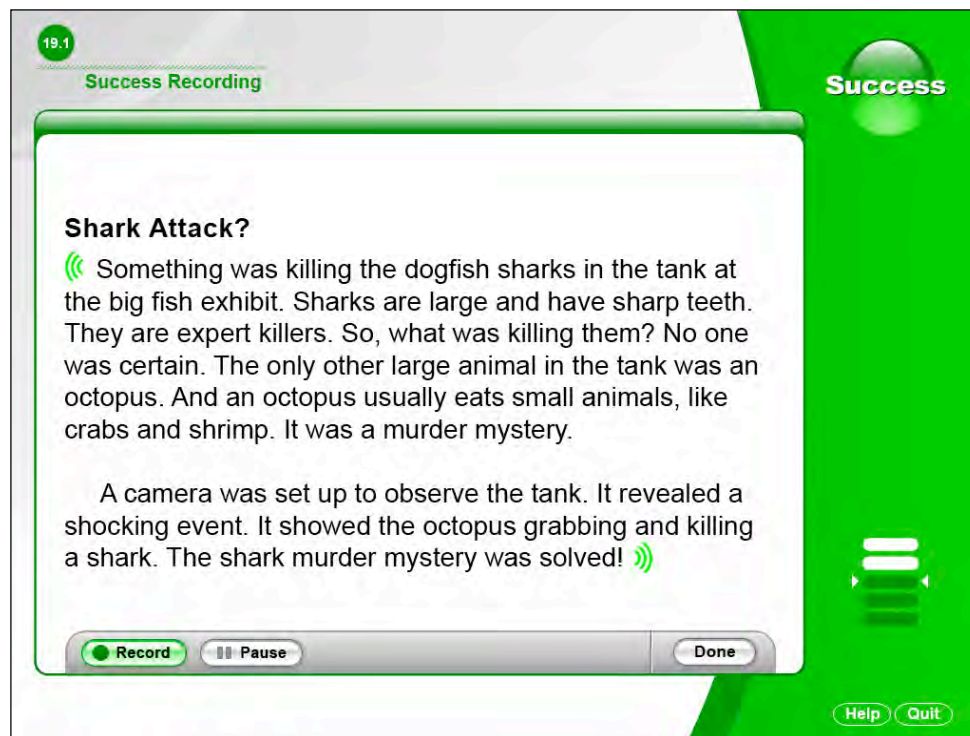 19.1
Success Recording
Success
Shark Attack?
Something was killing the dogfish sharks in the tank at
the big fish exhibit. Sharks are large and have sharp teeth.
They are expert killers. So, what was killing them? No one
was certain. The only other large animal in the tank was an
octopus. And an octopus usually eats small animals, like
crabs and shrimp. It was a murder mystery.
A camera was set up to observe the tank. It revealed a
shocking event. It showed the octopus grabbing and killing
a shark. The shark murder mystery was solved!
Record Pause Done
Help Quit